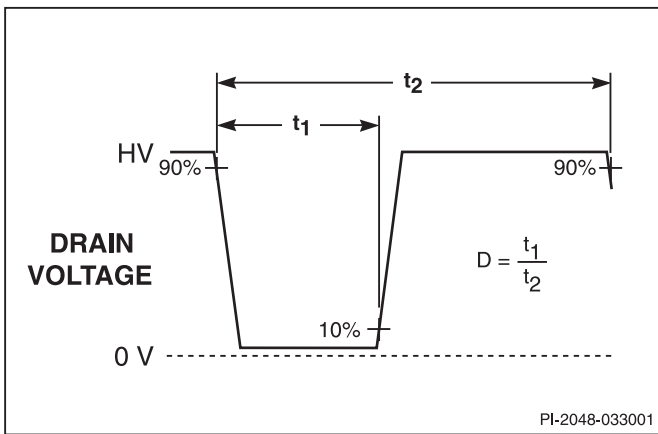 t2
t1
HV
90%
90%
DRAIN
VOLTAGE
D = t1
t2
10%
0 V
PI-2048-033001